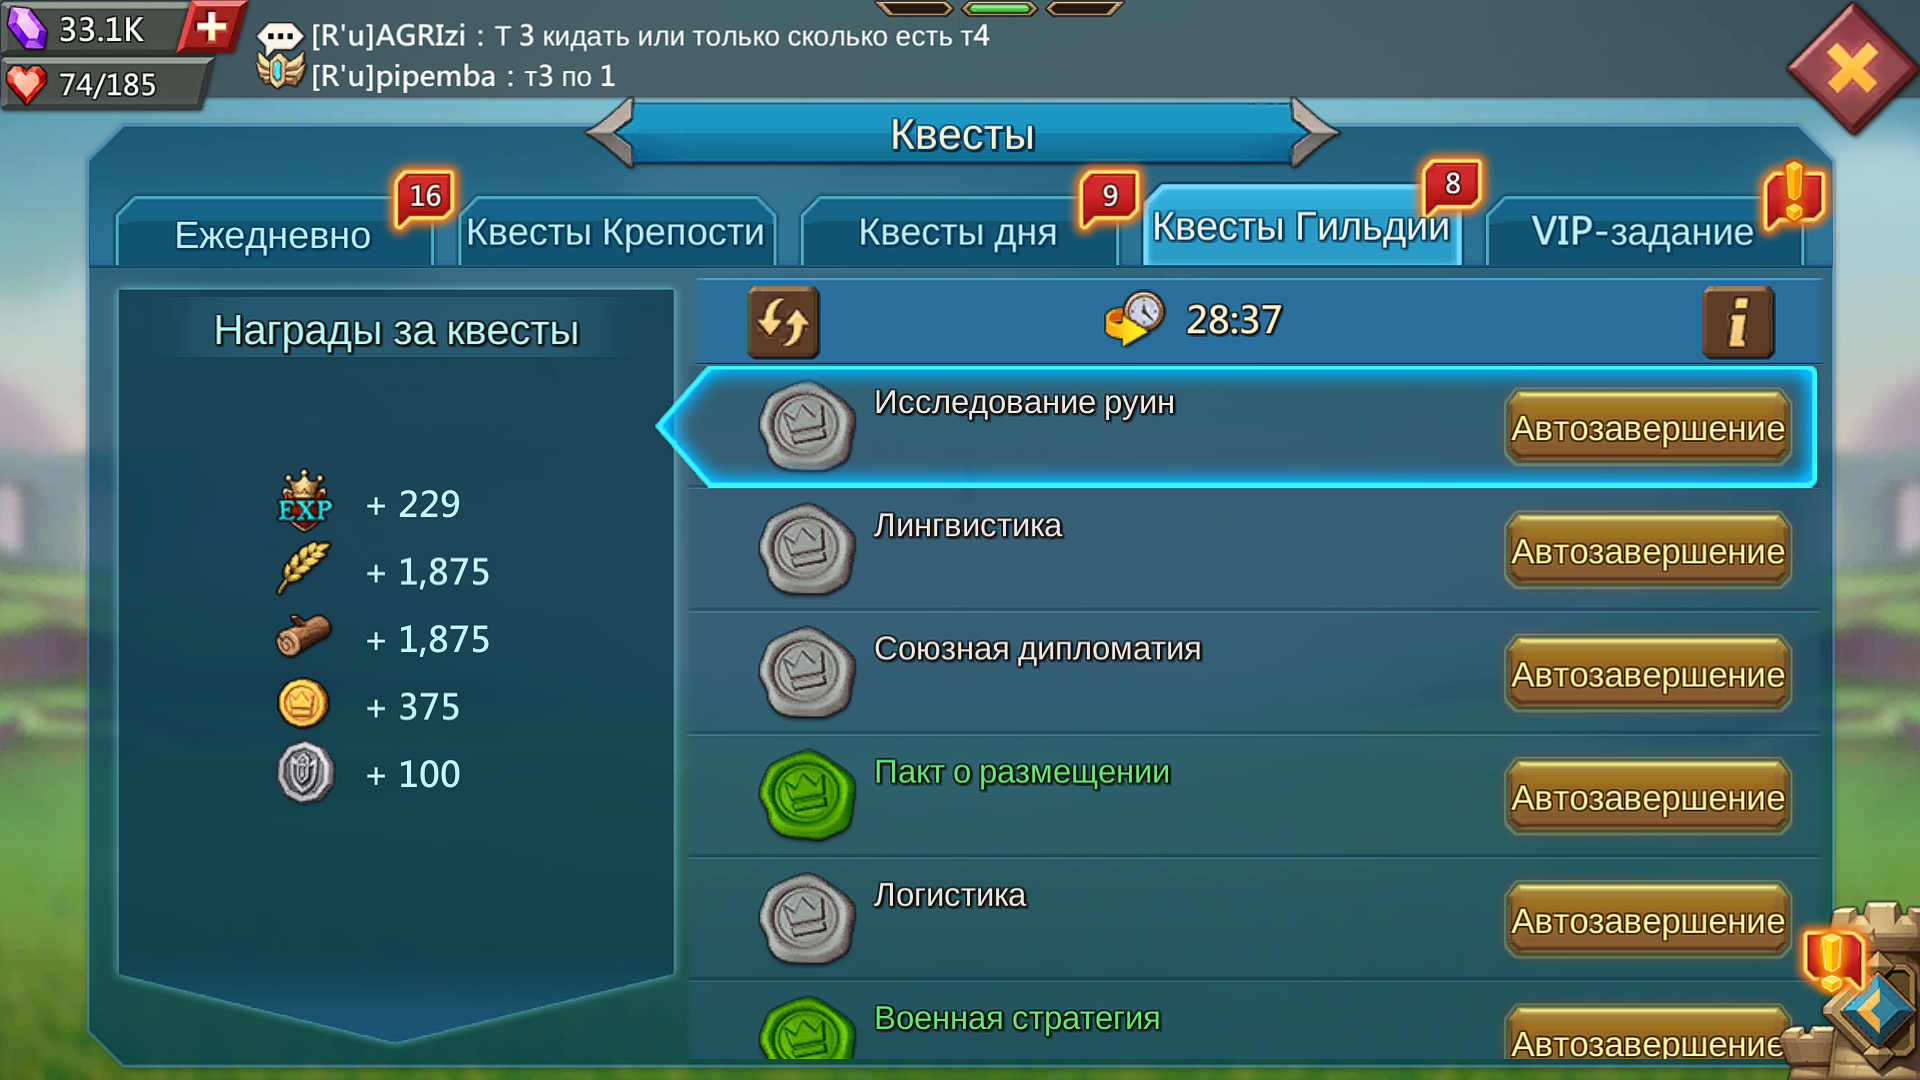 33.1K
74/185
[R'u]AGRIzi : Т 3 кидать или только сколько есть т4
[R'u]pipemba : т3 по 1
Квесты
Ежедневно
16
Квесты Крепости
Квесты дня
9
Квесты Гильдии
8
VIP-задание
Награды за квесты
28:37
EXP + 229
+ 1,875
+ 1,875
+ 375
+ 100
Исследование руин
Автозавершение
Лингвистика
Автозавершение
Союзная дипломатия
Автозавершение
Пакт о размещении
Автозавершение
Логистика
Автозавершение
Военная стратегия
Автозавершение